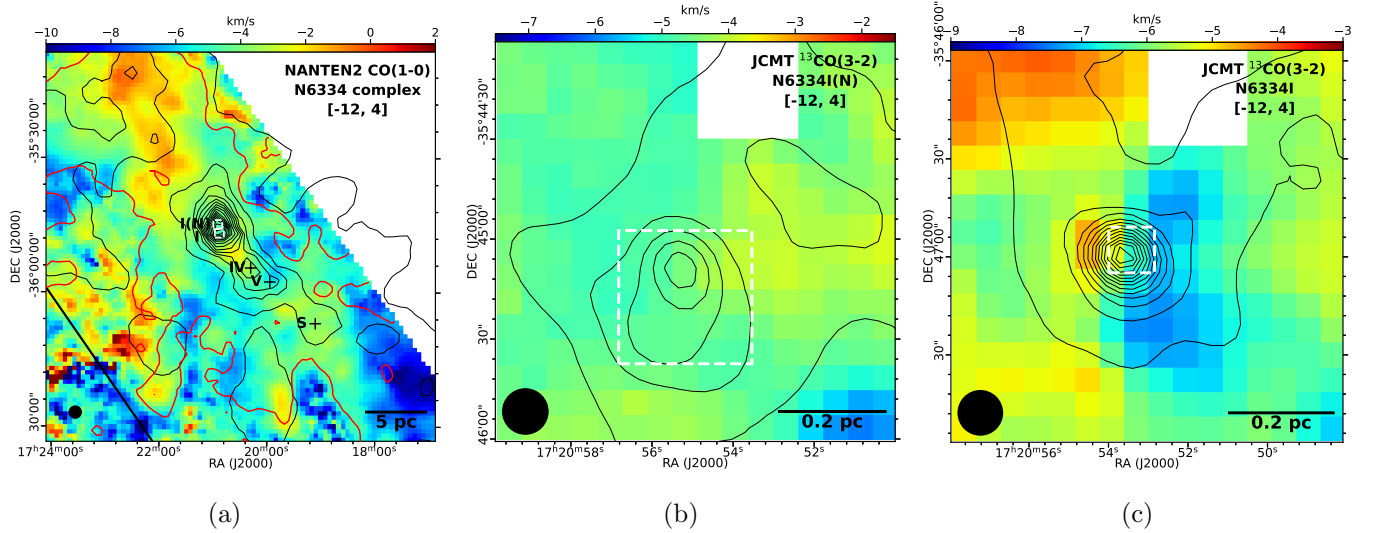 km/s
−10 −8 −6 −4 −2 0 2
NANTEN2 CO(1-0)
N6334 complex
[-12, 4]
I(N)
I
IV
V
S
5 pc
DEC (J2000)
−35°30'00"
−36°00'00"
30'00"
17ʰ24ᵐ00ˢ 22ᵐ00ˢ 20ᵐ00ˢ 18ᵐ00ˢ
RA (J2000)
(a)
km/s
−7 −6 −5 −4 −3 −2
JCMT ¹³CO(3-2)
N6334I(N)
[-12, 4]
0.2 pc
DEC (J2000)
−35°44'30"
45'00"
30"
46'00"
17ʰ20ᵐ58ˢ 56ˢ 54ˢ 52ˢ
RA (J2000)
(b)
km/s
−9 −8 −7 −6 −5 −4 −3
JCMT ¹³CO(3-2)
N6334I
[-12, 4]
0.2 pc
DEC (J2000)
−35°46'00"
30"
47'00"
30"
17ʰ20ᵐ56ˢ 54ˢ 52ˢ 50ˢ
RA (J2000)
(c)